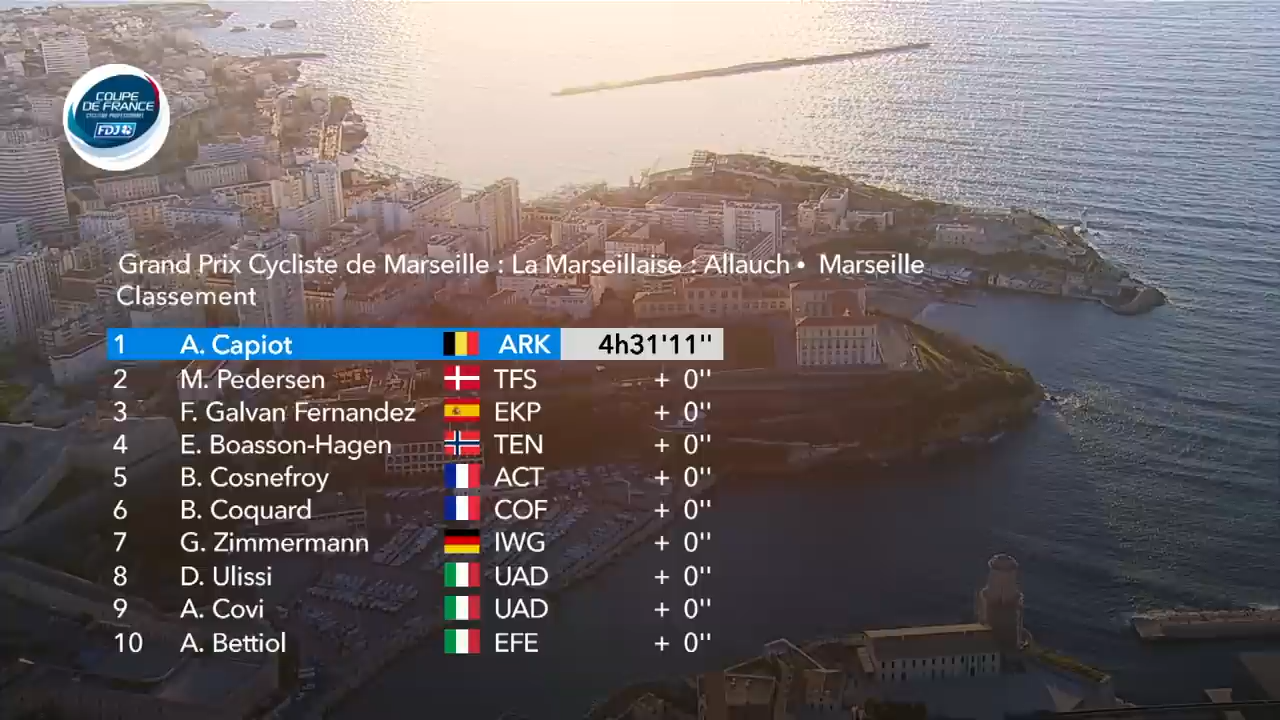 COUPE
DE FRANCE
CYCLISME PROFESSIONNEL
FDJ
Grand Prix Cycliste de Marseille : La Marseillaise : Allauch • Marseille
Classement
1 A. Capiot ARK 4h31'11''
2 M. Pedersen TFS + 0''
3 F. Galvan Fernandez EKP + 0''
4 E. Boasson-Hagen TEN + 0''
5 B. Cosnefroy ACT + 0''
6 B. Coquard COF + 0''
7 G. Zimmermann IWG + 0''
8 D. Ulissi UAD + 0''
9 A. Covi UAD + 0''
10 A. Bettiol EFE + 0''